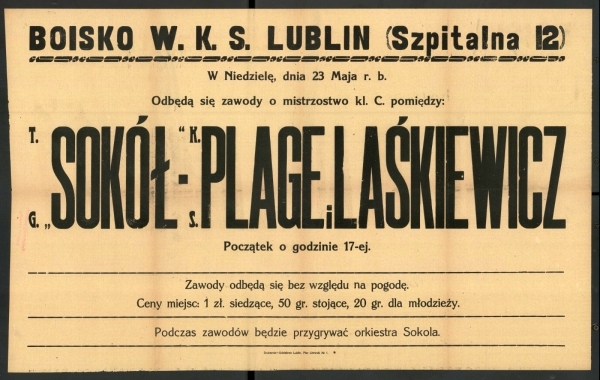 BOISKO W. K. S. LUBLIN (Szpitalna 12)
W Niedzielę, dnia 23 Maja r. b.
Odbędą się zawody o mistrzostwo kl. C. pomiędzy:
T. G. „SOKÓŁ“ - K. S. PLAGE i LAŚKIEWICZ
Początek o godzinie 17-ej.
Zawody odbędą się bez względu na pogodę.
Ceny miejsc: 1 zł. siedzące, 50 gr. stojące, 20 gr. dla młodzieży.
Podczas zawodów będzie przygrywać orkiestra Sokola.